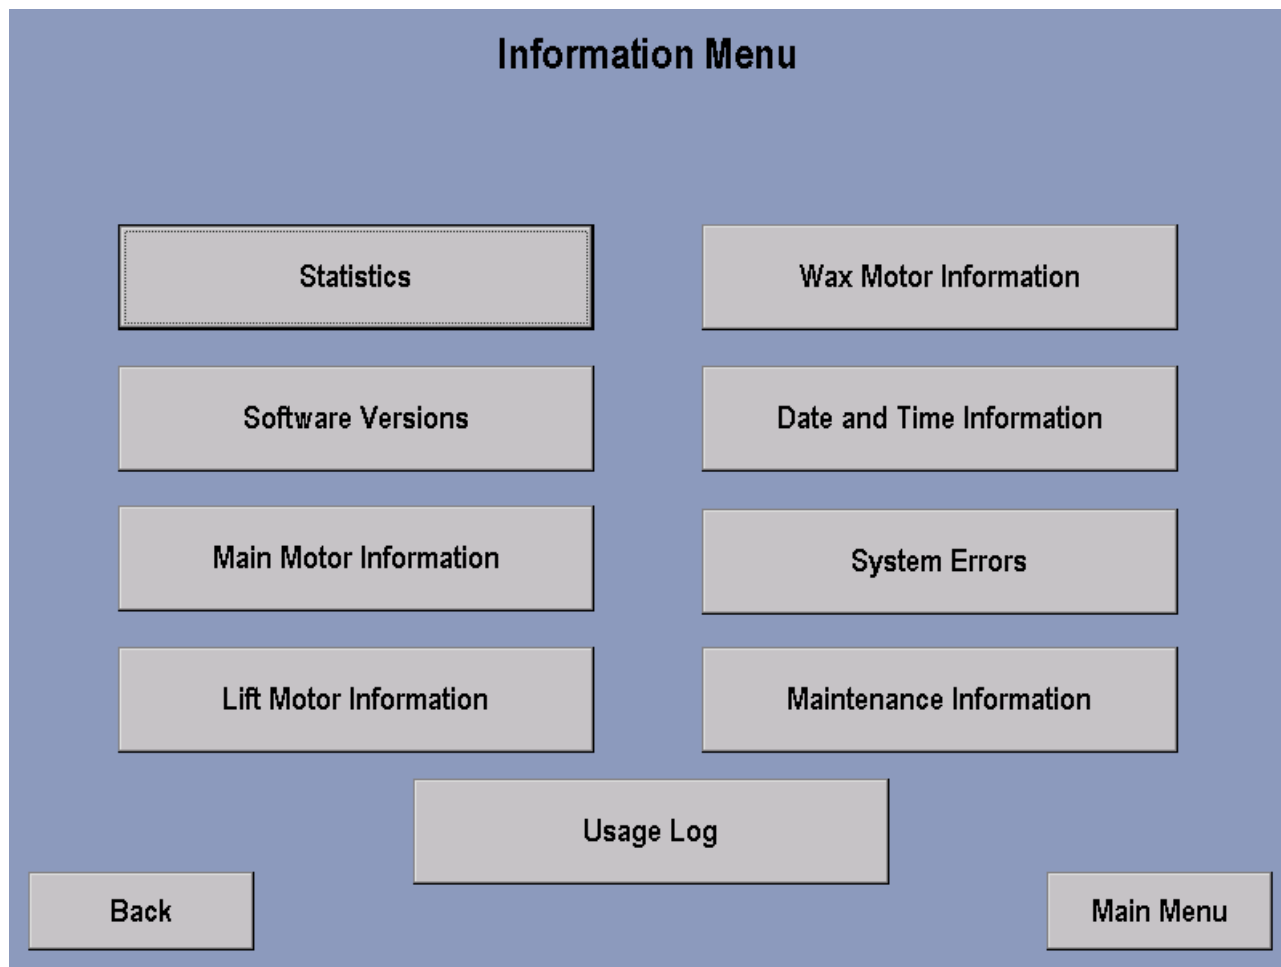 Information Menu
Statistics
Wax Motor Information
Software Versions
Date and Time Information
Main Motor Information
System Errors
Lift Motor Information
Maintenance Information
Usage Log
Back
Main Menu